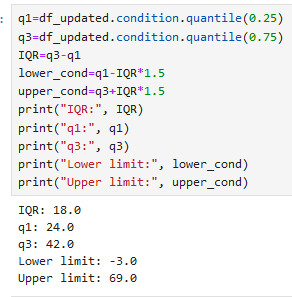 : q1=df_updated.condition.quantile(0.25)
q3=df_updated.condition.quantile(0.75)
IQR=q3-q1
lower_cond=q1-IQR*1.5
upper_cond=q3+IQR*1.5
print("IQR:", IQR)
print("q1:", q1)
print("q3:", q3)
print("Lower limit:", lower_cond)
print("Upper limit:", upper_cond)
IQR: 18.0
q1: 24.0
q3: 42.0
Lower limit: -3.0
Upper limit: 69.0